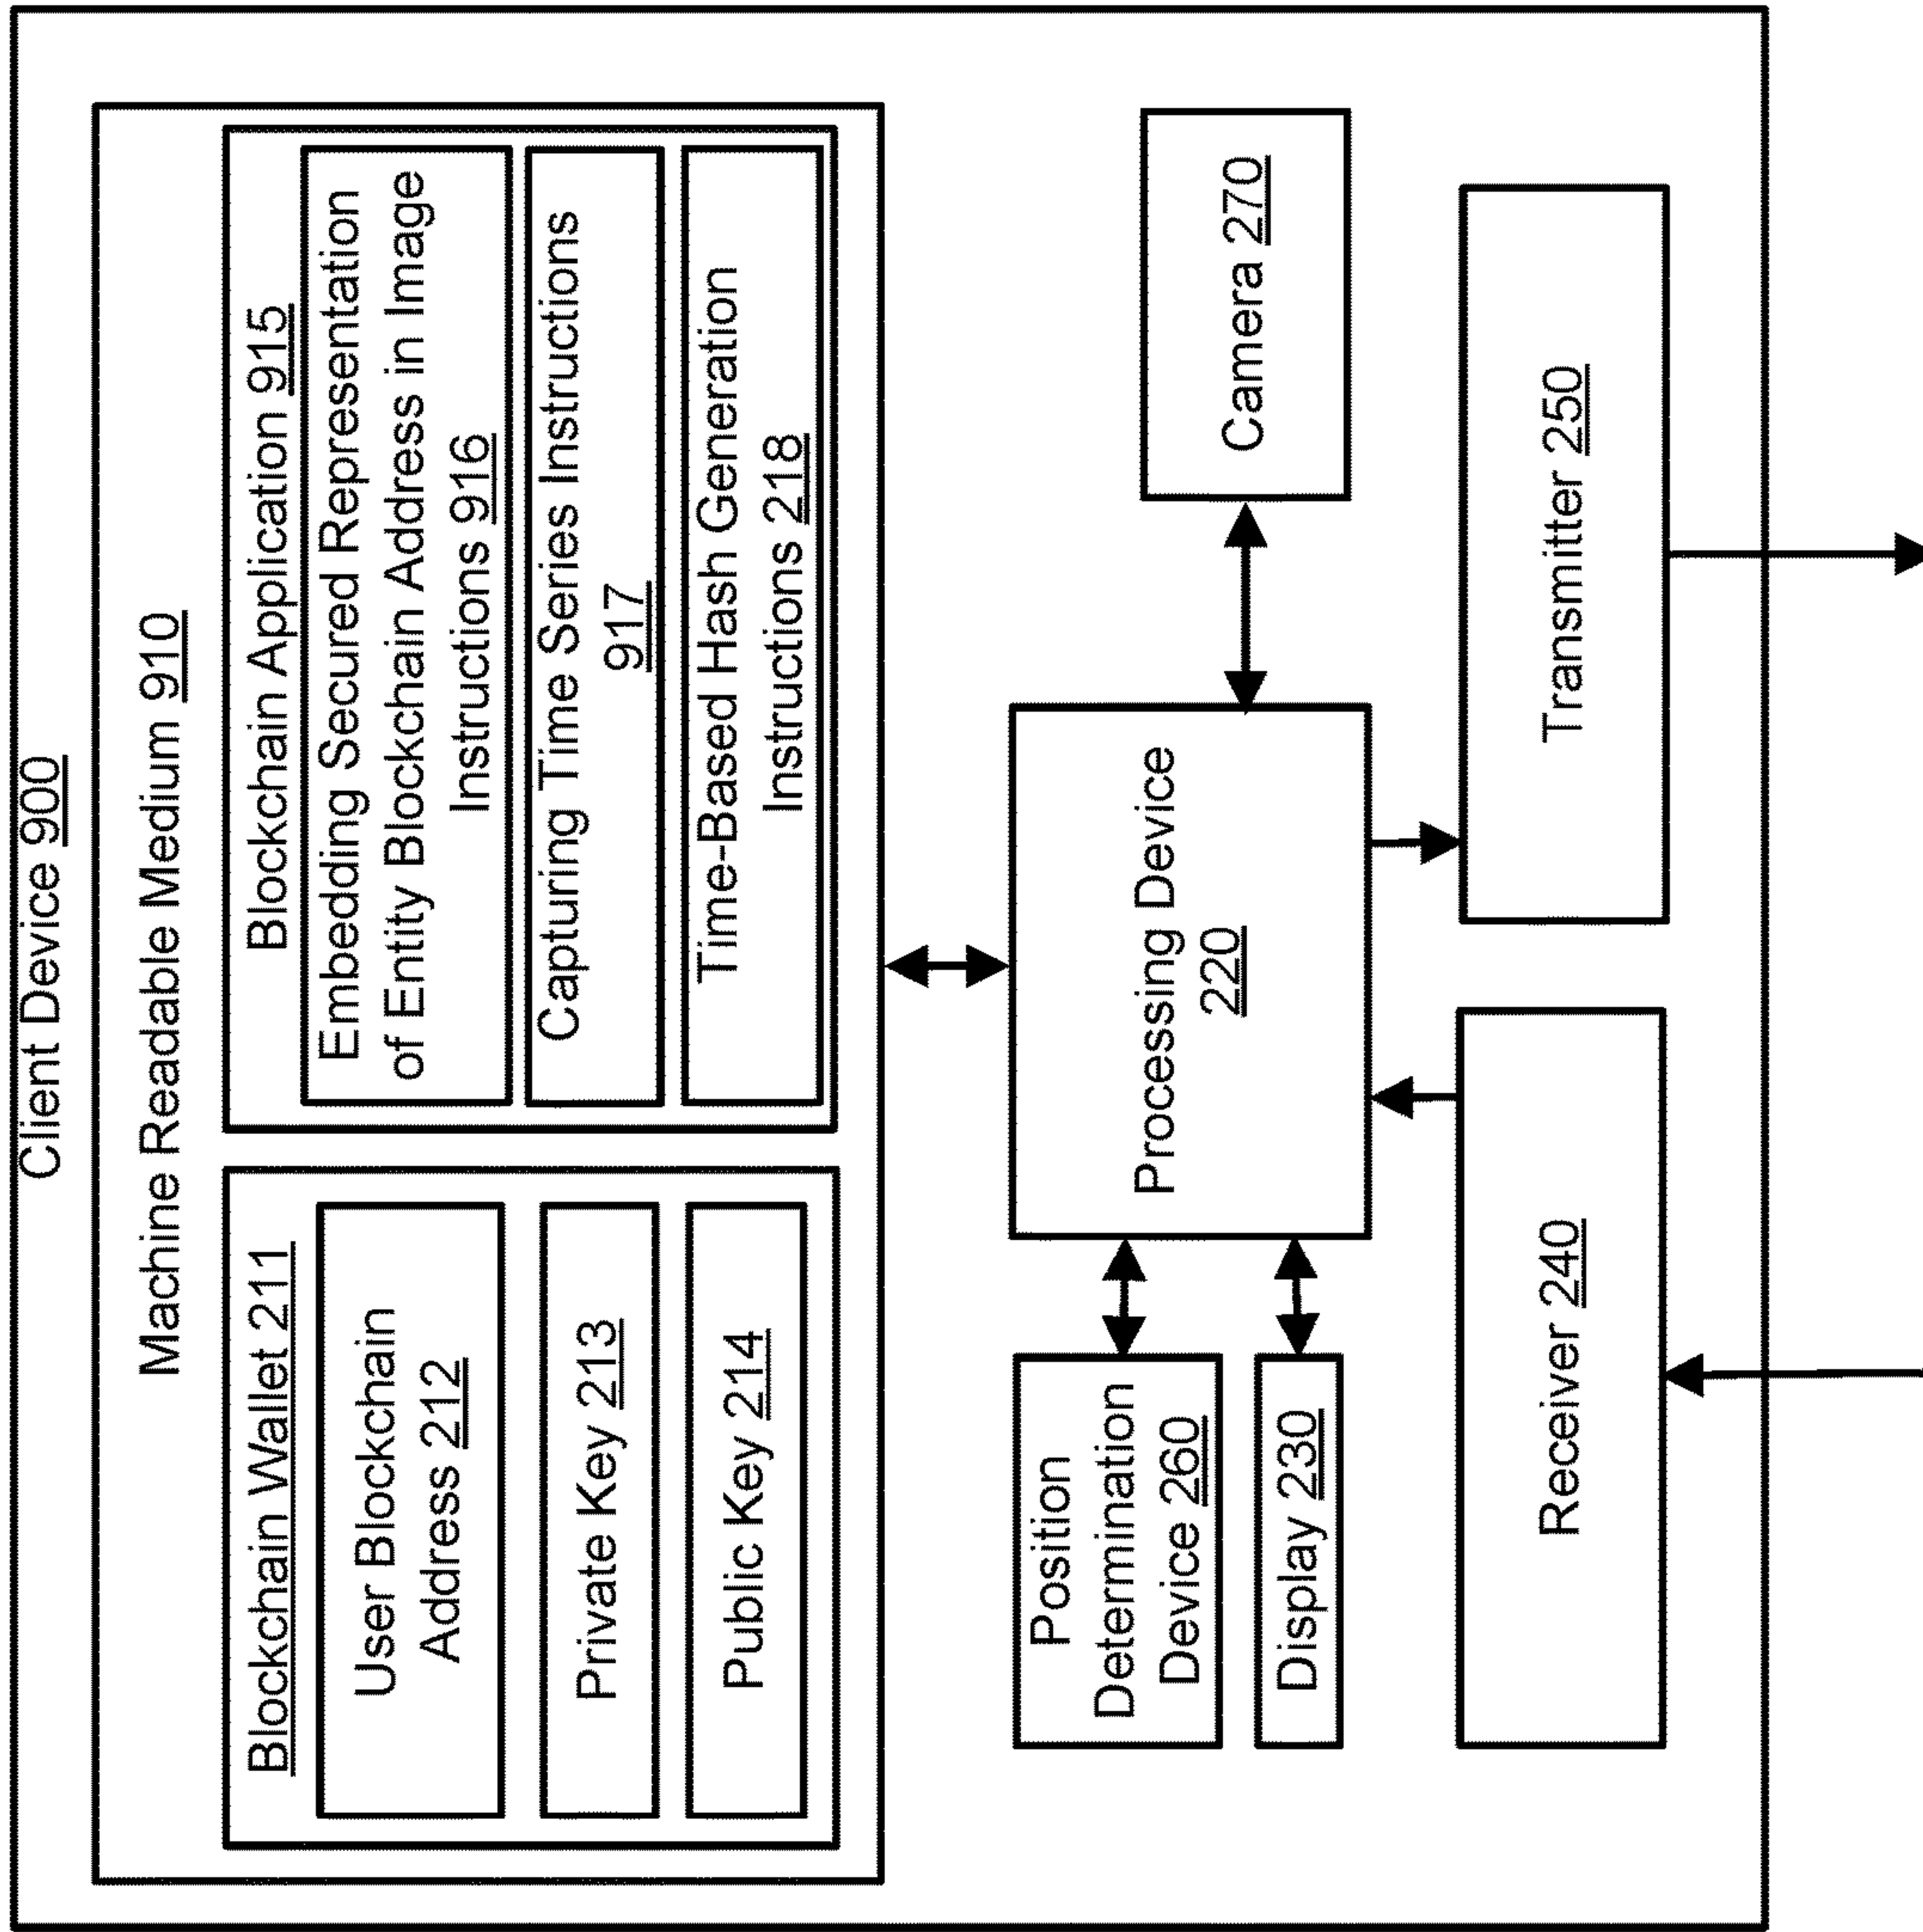 Client Device 900
Machine Readable Medium 910
Blockchain Wallet 211
User Blockchain
Address 212
Private Key 213
Public Key 214
Blockchain Application 915
Embedding Secured Representation
of Entity Blockchain Address in Image
Instructions 916
Capturing Time Series Instructions
917
Time-Based Hash Generation
Instructions 218
Position
Determination
Device 260
Display 230
Processing Device
220
Camera 270
Receiver 240
Transmitter 250